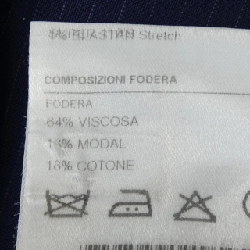 Stretch
COMPOSIZIONI FODERA
FODERA
64% VISCOSA
18% MODAL
18% COTONE